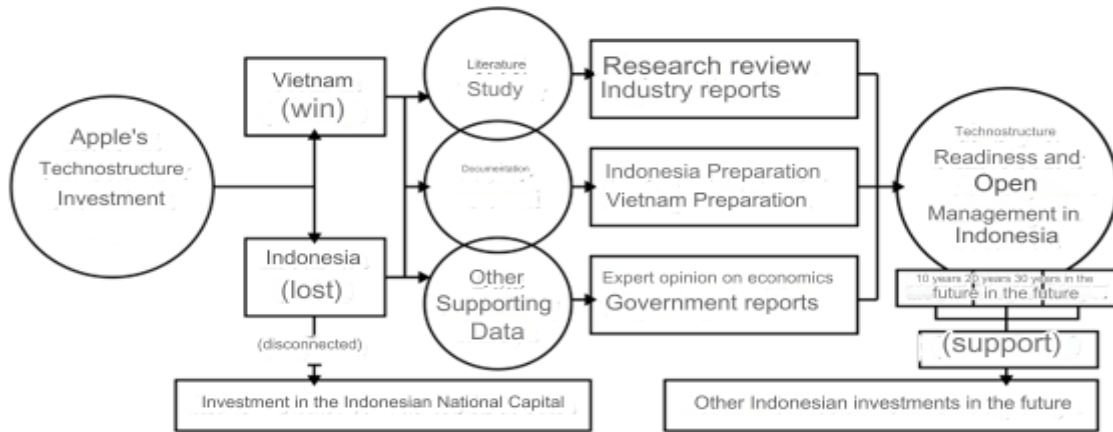 Apple's
Technostructure
Investment
Vietnam
(win)
Indonesia
(lost)
(disconnected)
Investment in the Indonesian National Capital
Literature
Study
Documentation
Other
Supporting
Data
Research review
Industry reports
Indonesia Preparation
Vietnam Preparation
Expert opinion on economics
Government reports
Technostructure
Readiness and
Open
Management in
Indonesia
10 years 20 years 30 years in the
future in the future
(support)
Other Indonesian investments in the future